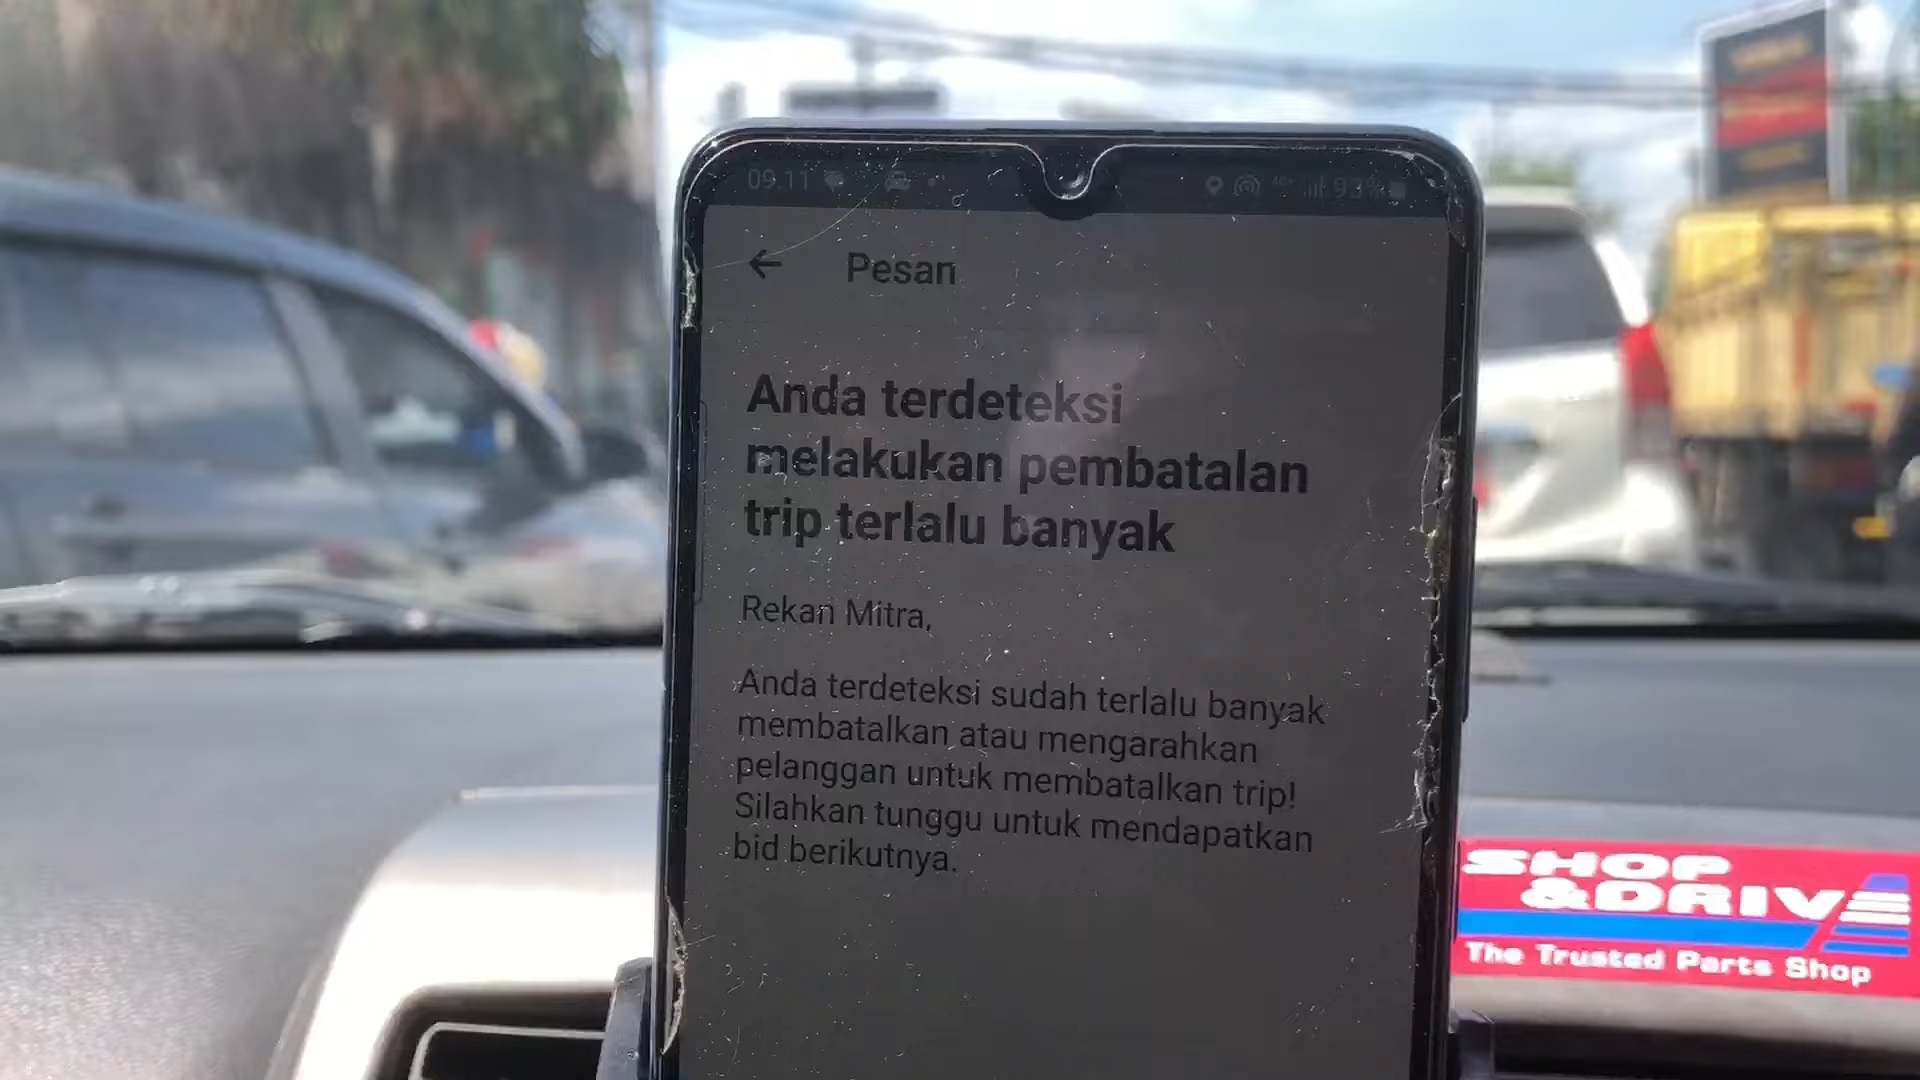 09.11
93%
Pesan
Anda terdeteksi
melakukan pembatalan
trip terlalu banyak
Rekan Mitra,
Anda terdeteksi sudah terlalu banyak
membatalkan atau mengarahkan
pelanggan untuk membatalkan trip!
Silahkan tunggu untuk mendapatkan
bid berikutnya.
SHOP
&DRIVE
The Trusted Parts Shop